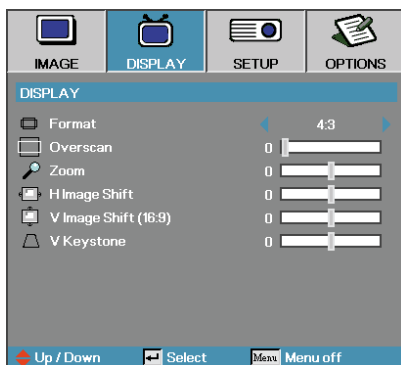 IMAGE DISPLAY SETUP OPTIONS
DISPLAY
Format 4:3
Overscan 0
Zoom 0
H Image Shift 0
V Image Shift (16:9) 0
V Keystone 0
Up / Down Select Menu Menu off